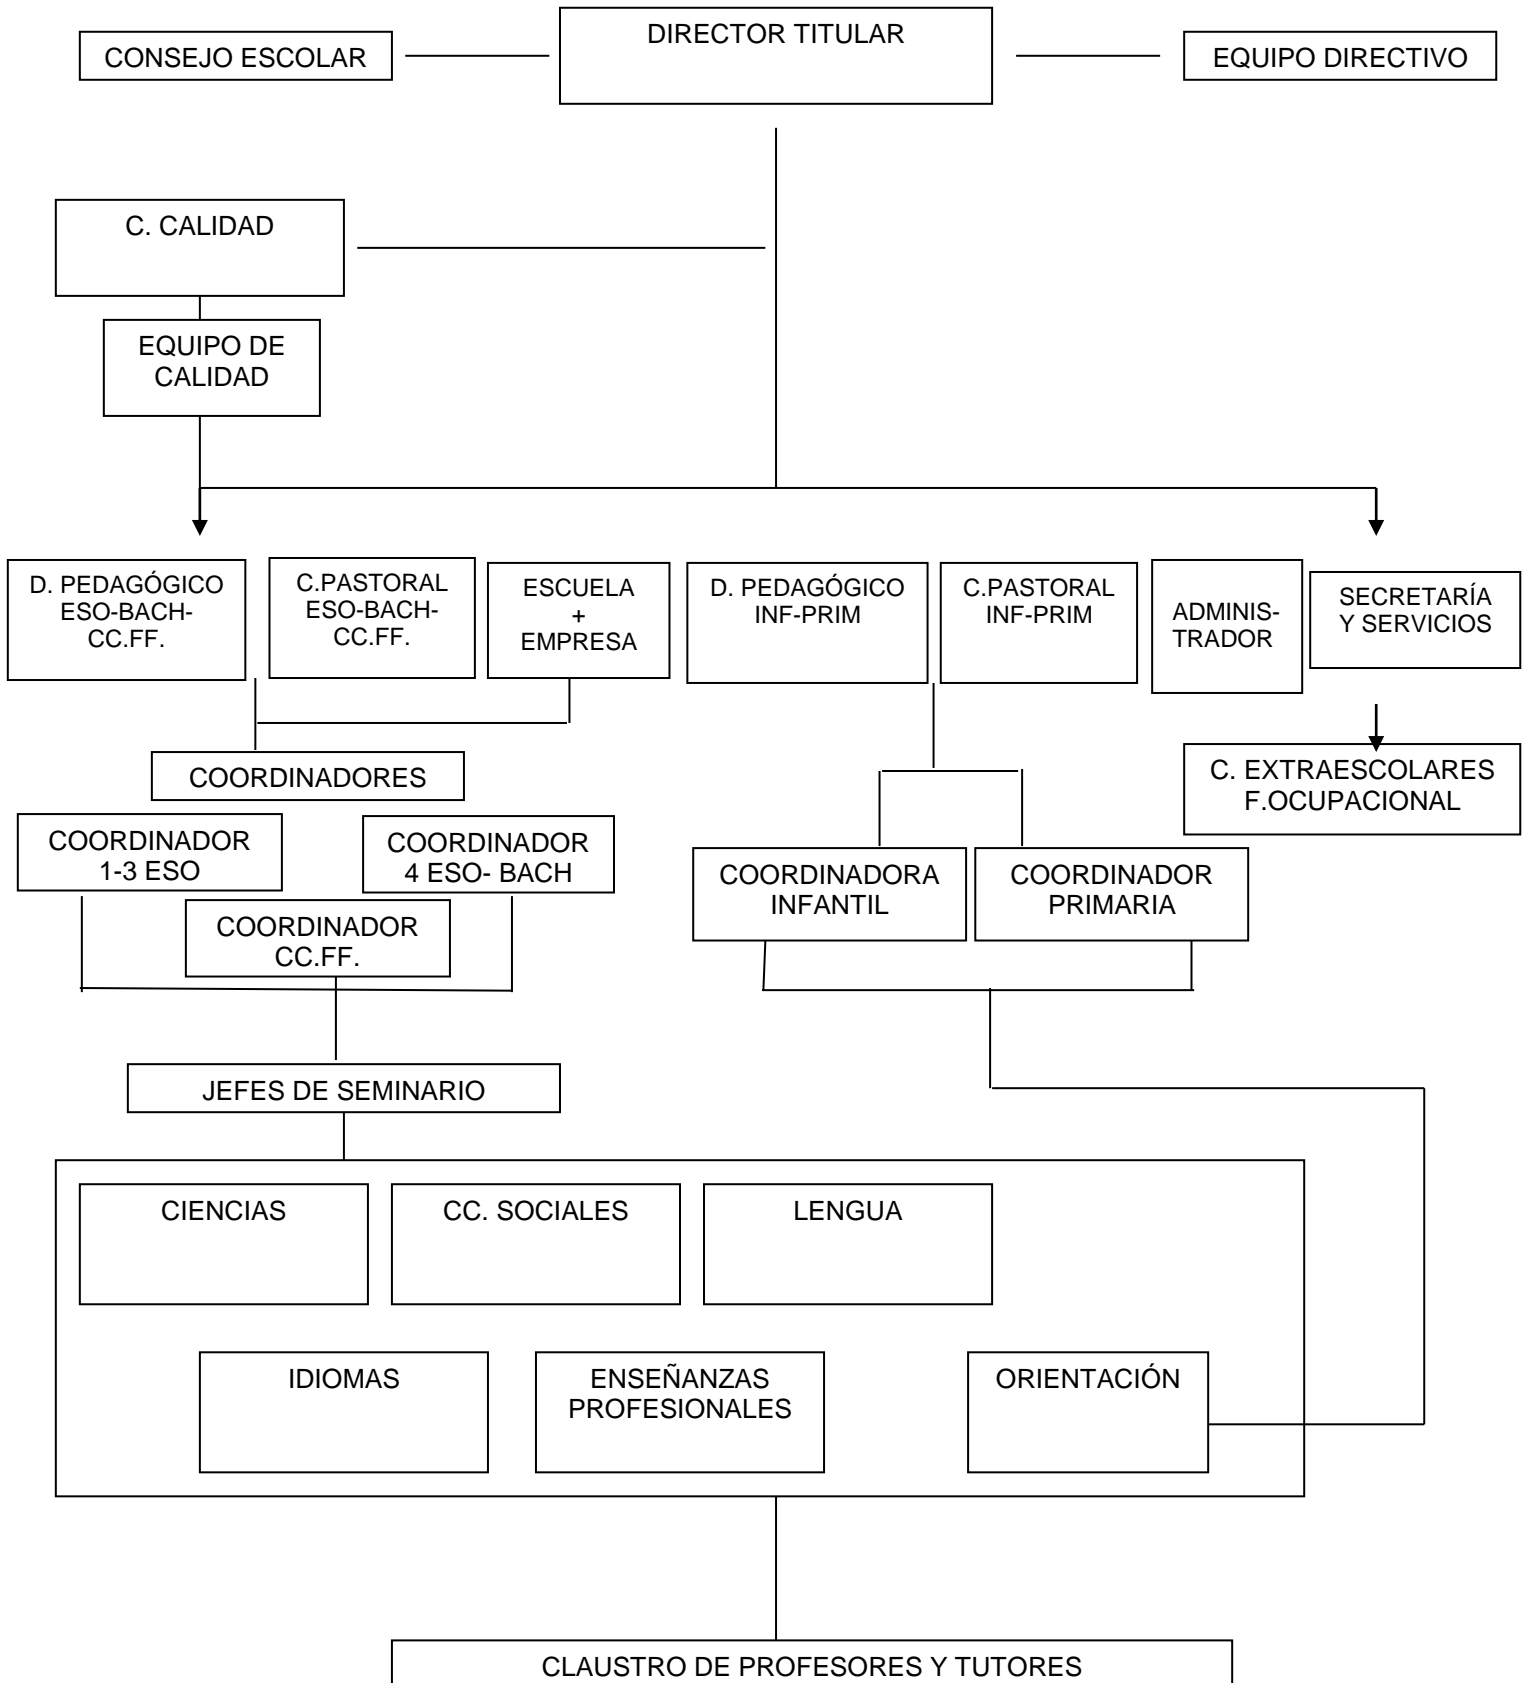 DIRECTOR TITULAR
CONSEJO ESCOLAR
EQUIPO DIRECTIVO
C. CALIDAD
EQUIPO DE
CALIDAD
D. PEDAGÓGICO
ESO-BACH-
CC.FF.
C.PASTORAL
ESO-BACH-
CC.FF.
ESCUELA
+
EMPRESA
D. PEDAGÓGICO
INF-PRIM
C.PASTORAL
INF-PRIM
ADMINIS-
TRADOR
SECRETARÍA
Y SERVICIOS
COORDINADORES
C. EXTRAESCOLARES
F.OCUPACIONAL
COORDINADOR
1-3 ESO
COORDINADOR
4 ESO- BACH
COORDINADOR
CC.FF.
COORDINADORA
INFANTIL
COORDINADOR
PRIMARIA
JEFES DE SEMINARIO
CIENCIAS
CC. SOCIALES
LENGUA
IDIOMAS
ENSEÑANZAS
PROFESIONALES
ORIENTACIÓN
CLAUSTRO DE PROFESORES Y TUTORES